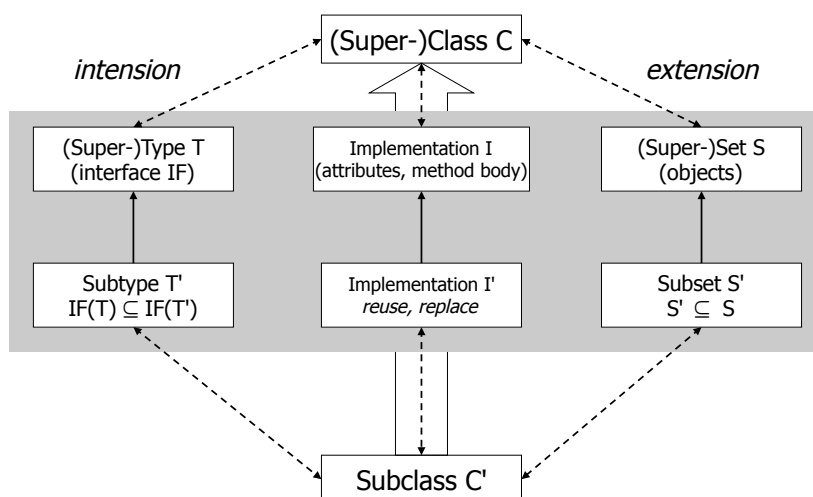 (Super-)Class C
intension
extension
(Super-)Type T
(interface IF)
Implementation I
(attributes, method body)
(Super-)Set S
(objects)
Subtype T'
IF(T) ⊆ IF(T')
Implementation I'
reuse, replace
Subset S'
S' ⊆ S
Subclass C'